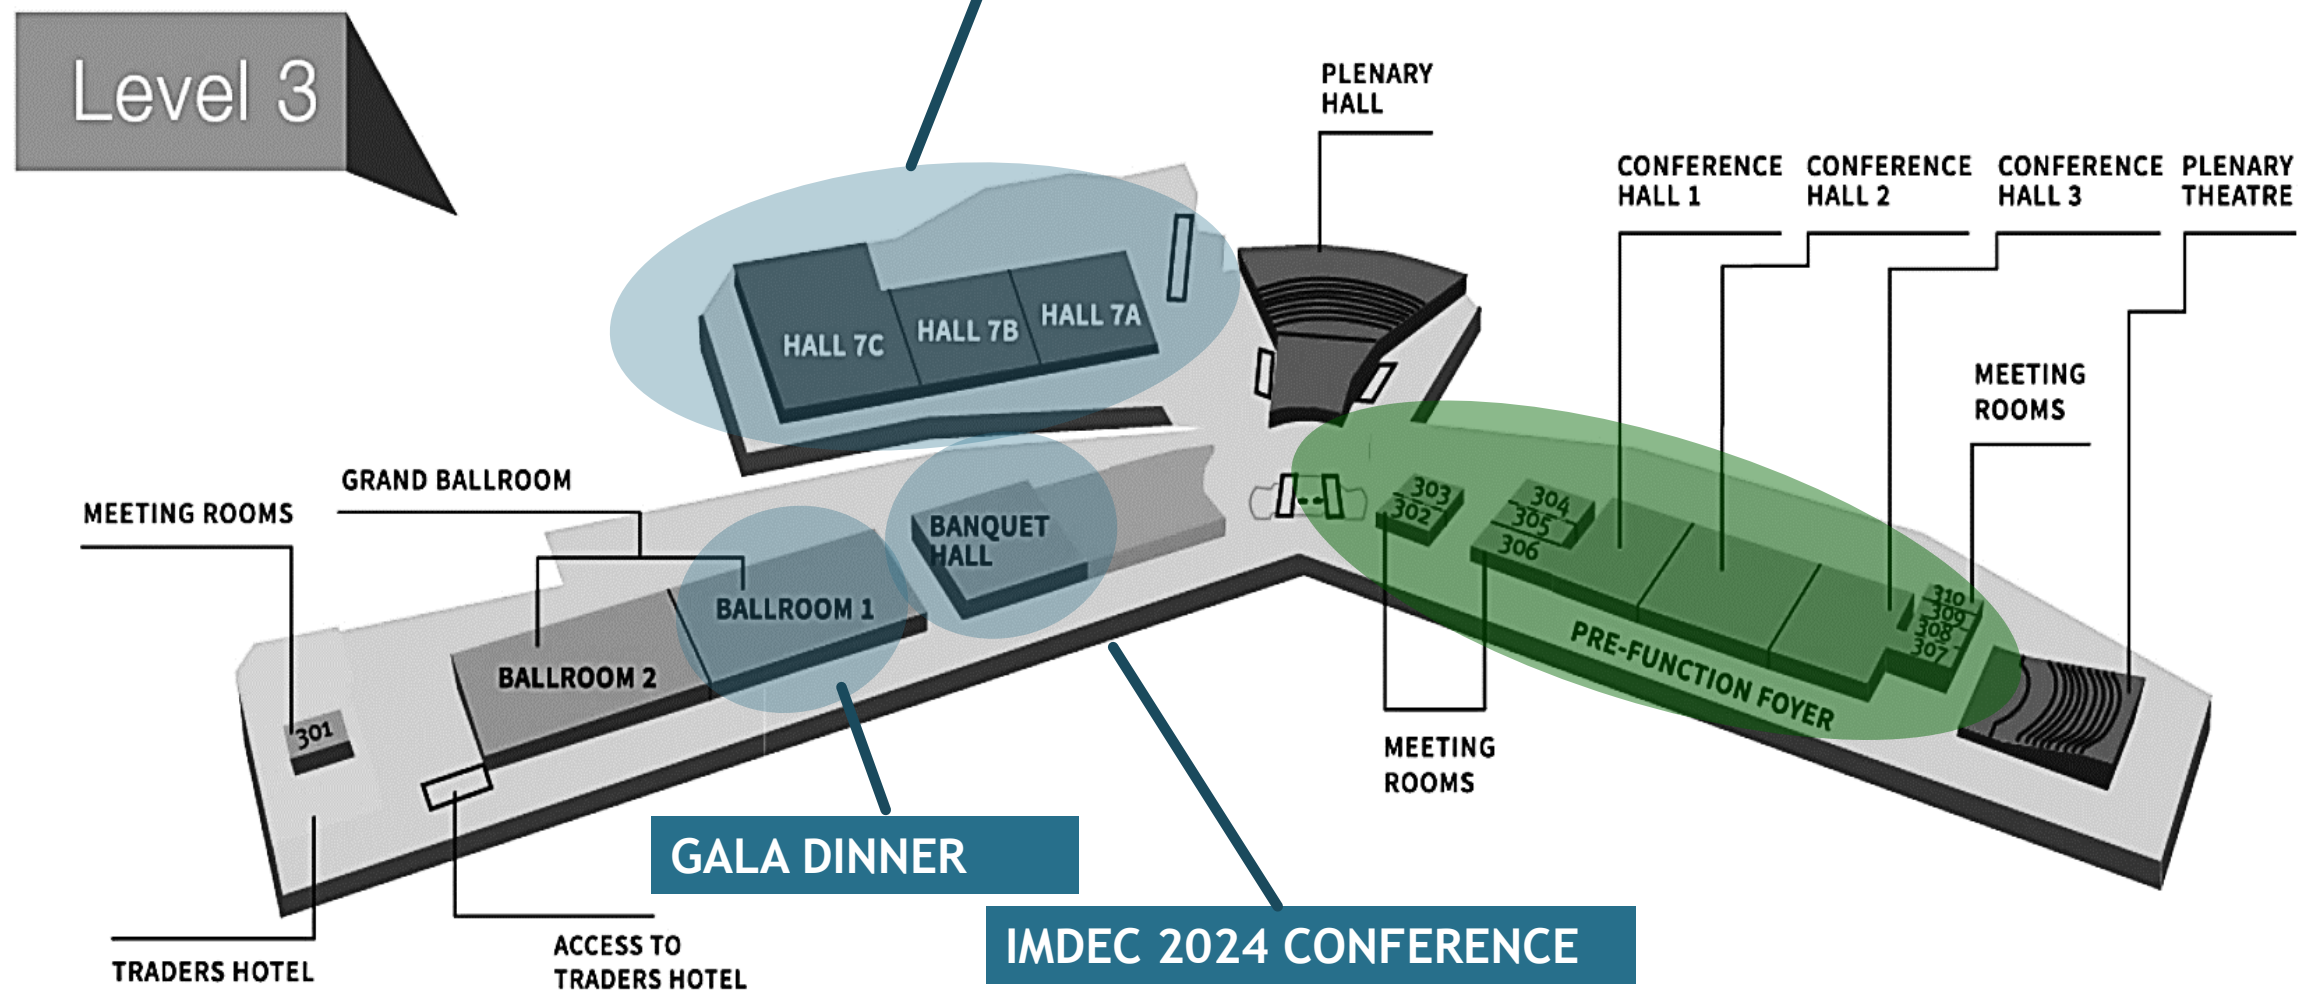 Level 3
PLENARY
HALL
CONFERENCE
HALL 1
CONFERENCE
HALL 2
CONFERENCE
HALL 3
PLENARY
THEATRE
HALL 7C
HALL 7B
HALL 7A
MEETING
ROOMS
GRAND BALLROOM
MEETING ROOMS
BANQUET
HALL
303
302
304
305
306
310
309
308
307
BALLROOM 1
BALLROOM 2
PRE-FUNCTION FOYER
301
MEETING
ROOMS
GALA DINNER
IMDEC 2024 CONFERENCE
TRADERS HOTEL
ACCESS TO
TRADERS HOTEL